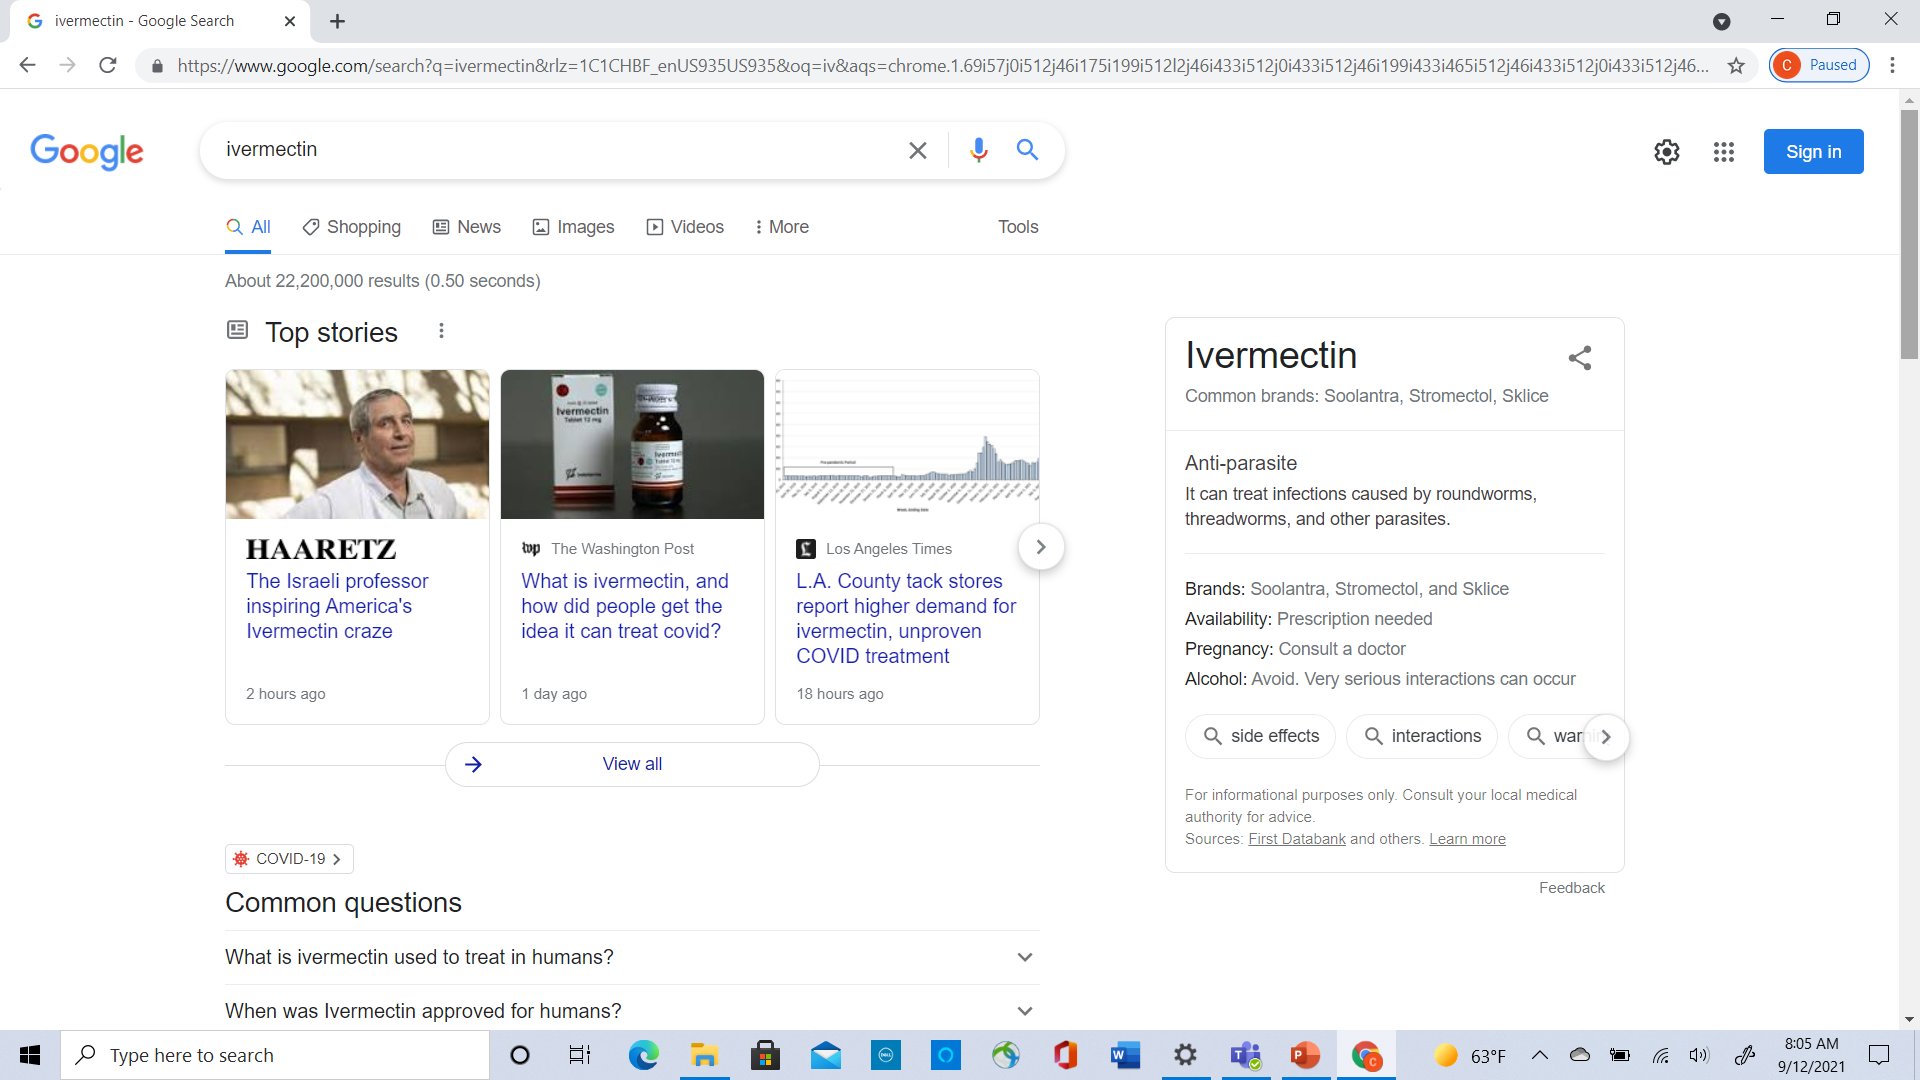 ivermectin - Google Search
https://www.google.com/search?q=ivermectin&rlz=1C1CHBF_enUS935US935&oq=iv&aqs=chrome.1.69i57j0i512j46i175i199i512l2j46i433i512j0i433i512j46i199i433i465i512j46i433i512j0i433i512j46...
C Paused
Google
ivermectin
Sign in
All Shopping News Images Videos More Tools
About 22,200,000 results (0.50 seconds)
Top stories
Ivermectin
Tablet 12 mg
HAARETZ
The Israeli professor
inspiring America's
Ivermectin craze
2 hours ago
wp The Washington Post
What is ivermectin, and
how did people get the
idea it can treat covid?
1 day ago
Los Angeles Times
L.A. County tack stores
report higher demand for
ivermectin, unproven
COVID treatment
18 hours ago
View all
COVID-19
Common questions
What is ivermectin used to treat in humans?
When was Ivermectin approved for humans?
Ivermectin
Common brands: Soolantra, Stromectol, Sklice
Anti-parasite
It can treat infections caused by roundworms,
threadworms, and other parasites.
Brands: Soolantra, Stromectol, and Sklice
Availability: Prescription needed
Pregnancy: Consult a doctor
Alcohol: Avoid. Very serious interactions can occur
side effects interactions
For informational purposes only. Consult your local medical
authority for advice.
Sources: First Databank and others. Learn more
Feedback
Type here to search
63°F
8:05 AM
9/12/2021